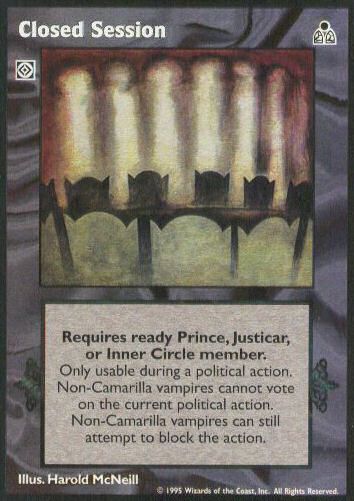 Closed Session
Requires ready Prince, Justicar,
or Inner Circle member.
Only usable during a political action.
Non-Camarilla vampires cannot vote
on the current political action.
Non-Camarilla vampires can still
attempt to block the action.
Illus. Harold McNeill
© 1995 Wizards of the Coast, Inc. All Rights Reserved.